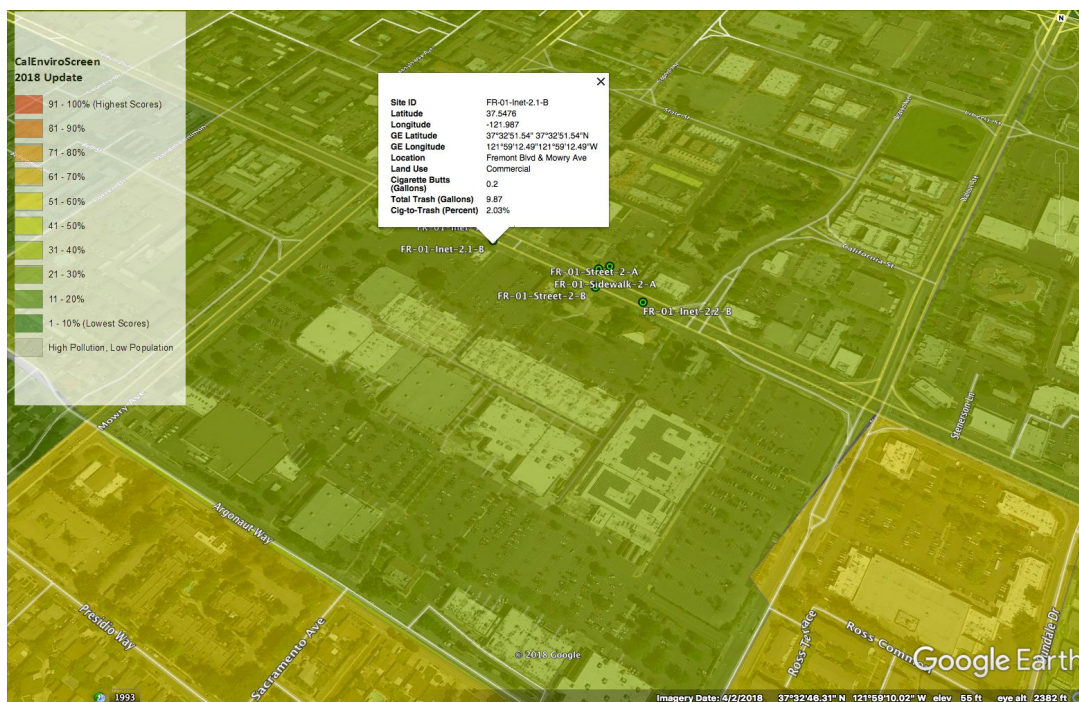 N
CalEnviroScreen
2018 Update
91 - 100% (Highest Scores)
81 - 90%
71 - 80%
61 - 70%
51 - 60%
41 - 50%
31 - 40%
21 - 30%
11 - 20%
1 - 10% (Lowest Scores)
High Pollution, Low Population
Site ID FR-01-Inet-2.1-B
Latitude 37.5476
Longitude -121.987
GE Latitude 37°32'51.54" 37°32'51.54"N
GE Longitude 121°59'12.49"121°59'12.49"W
Location Fremont Blvd & Mowry Ave
Land Use Commercial
Cigarette Butts
(Gallons) 0.2
Total Trash (Gallons) 9.87
Cig-to-Trash (Percent) 2.03%
FR-01-Inet-2.1-B
FR-01-Street-2-A
FR-01-Sidewalk-2-A
FR-01-Street-2-B
FR-01-Inet-2.2-B
California St
Walnut Ave
Stenerson Ln
Mowry Ave
Argonaut Way
Presidio Way
Sacramento Ave
Ross Terrace
Ross Common
© 2018 Google
Google Earth
1993
Imagery Date: 4/2/2018 37°32'46.31" N 121°59'10.02" W elev 55 ft eye alt 2382 ft